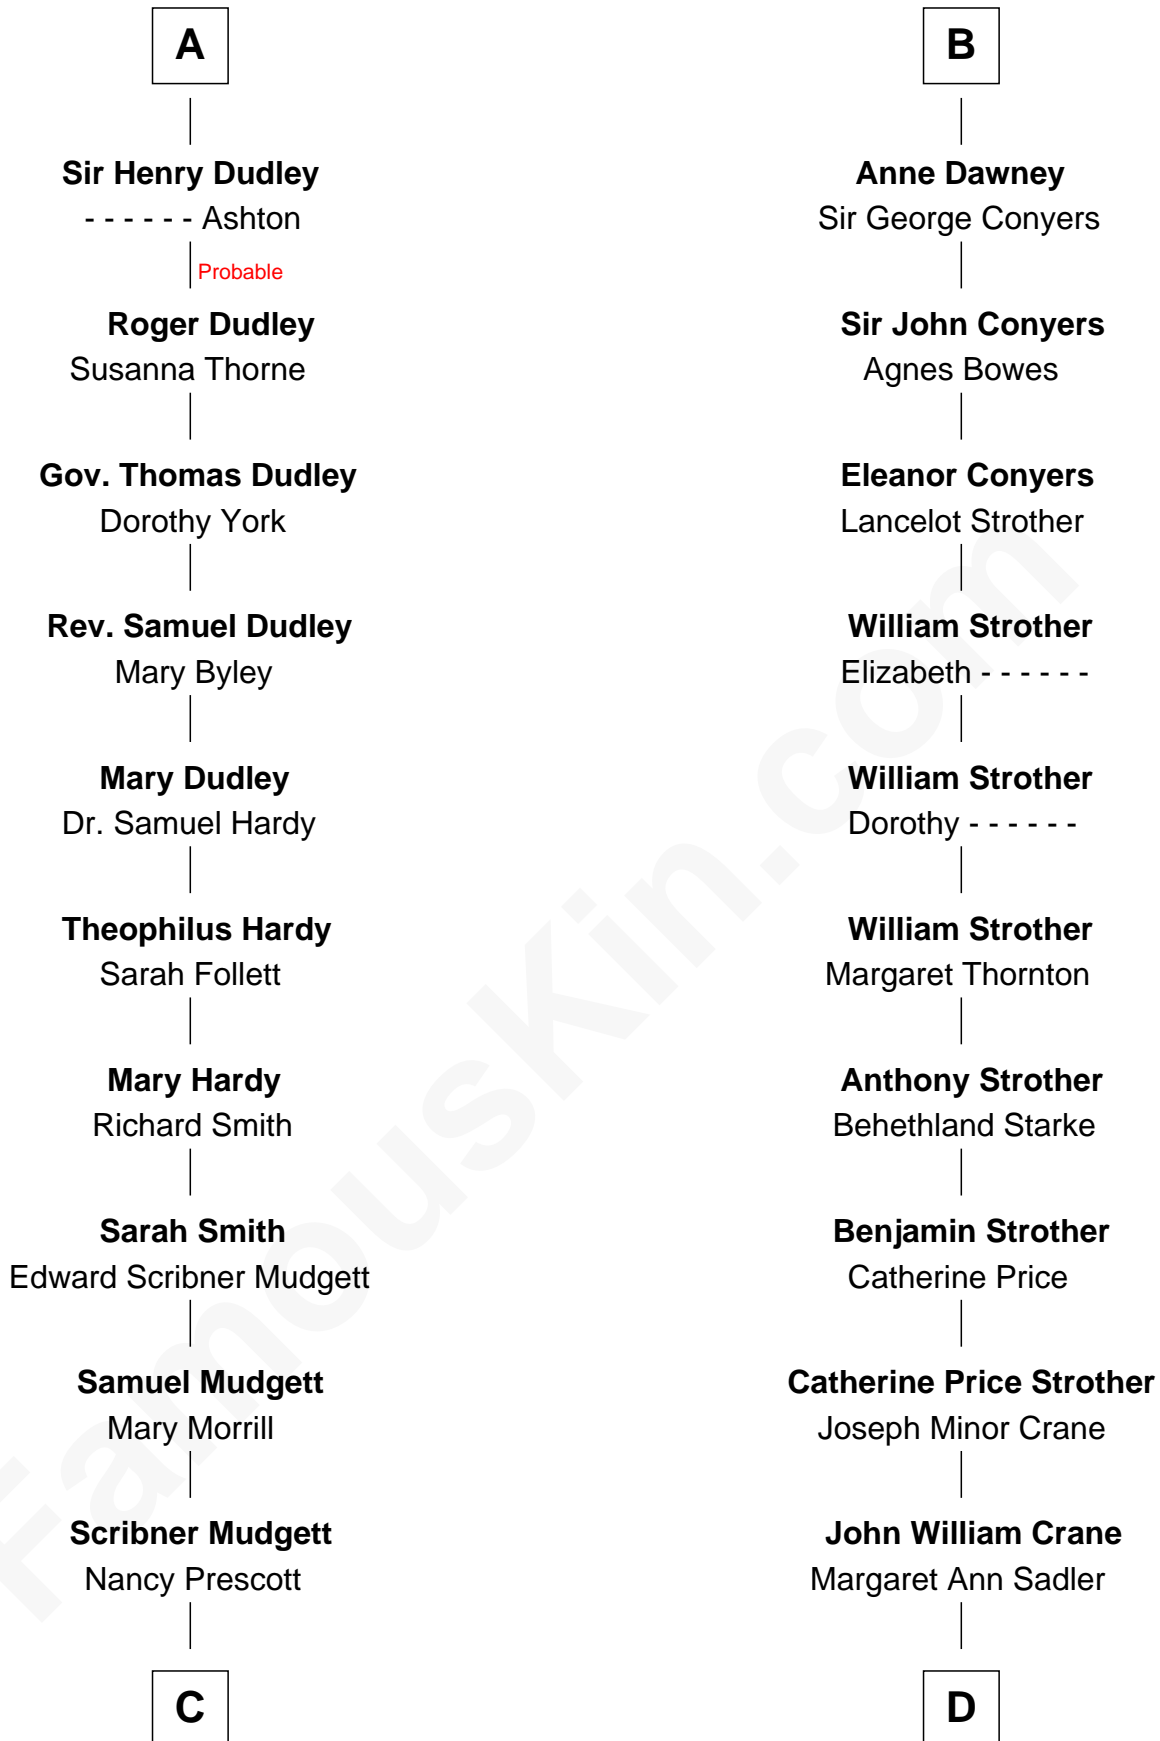 A
Sir Henry Dudley
- - - - - - Ashton
Probable
Roger Dudley
Susanna Thorne
Gov. Thomas Dudley
Dorothy York
Rev. Samuel Dudley
Mary Byley
Mary Dudley
Dr. Samuel Hardy
Theophilus Hardy
Sarah Follett
Mary Hardy
Richard Smith
Sarah Smith
Edward Scribner Mudgett
Samuel Mudgett
Mary Morrill
Scribner Mudgett
Nancy Prescott
C
B
Anne Dawney
Sir George Conyers
Sir John Conyers
Agnes Bowes
Eleanor Conyers
Lancelot Strother
William Strother
Elizabeth - - - - - -
William Strother
Dorothy - - - - - -
William Strother
Margaret Thornton
Anthony Strother
Behethland Starke
Benjamin Strother
Catherine Price
Catherine Price Strother
Joseph Minor Crane
John William Crane
Margaret Ann Sadler
D
FamousKin.com